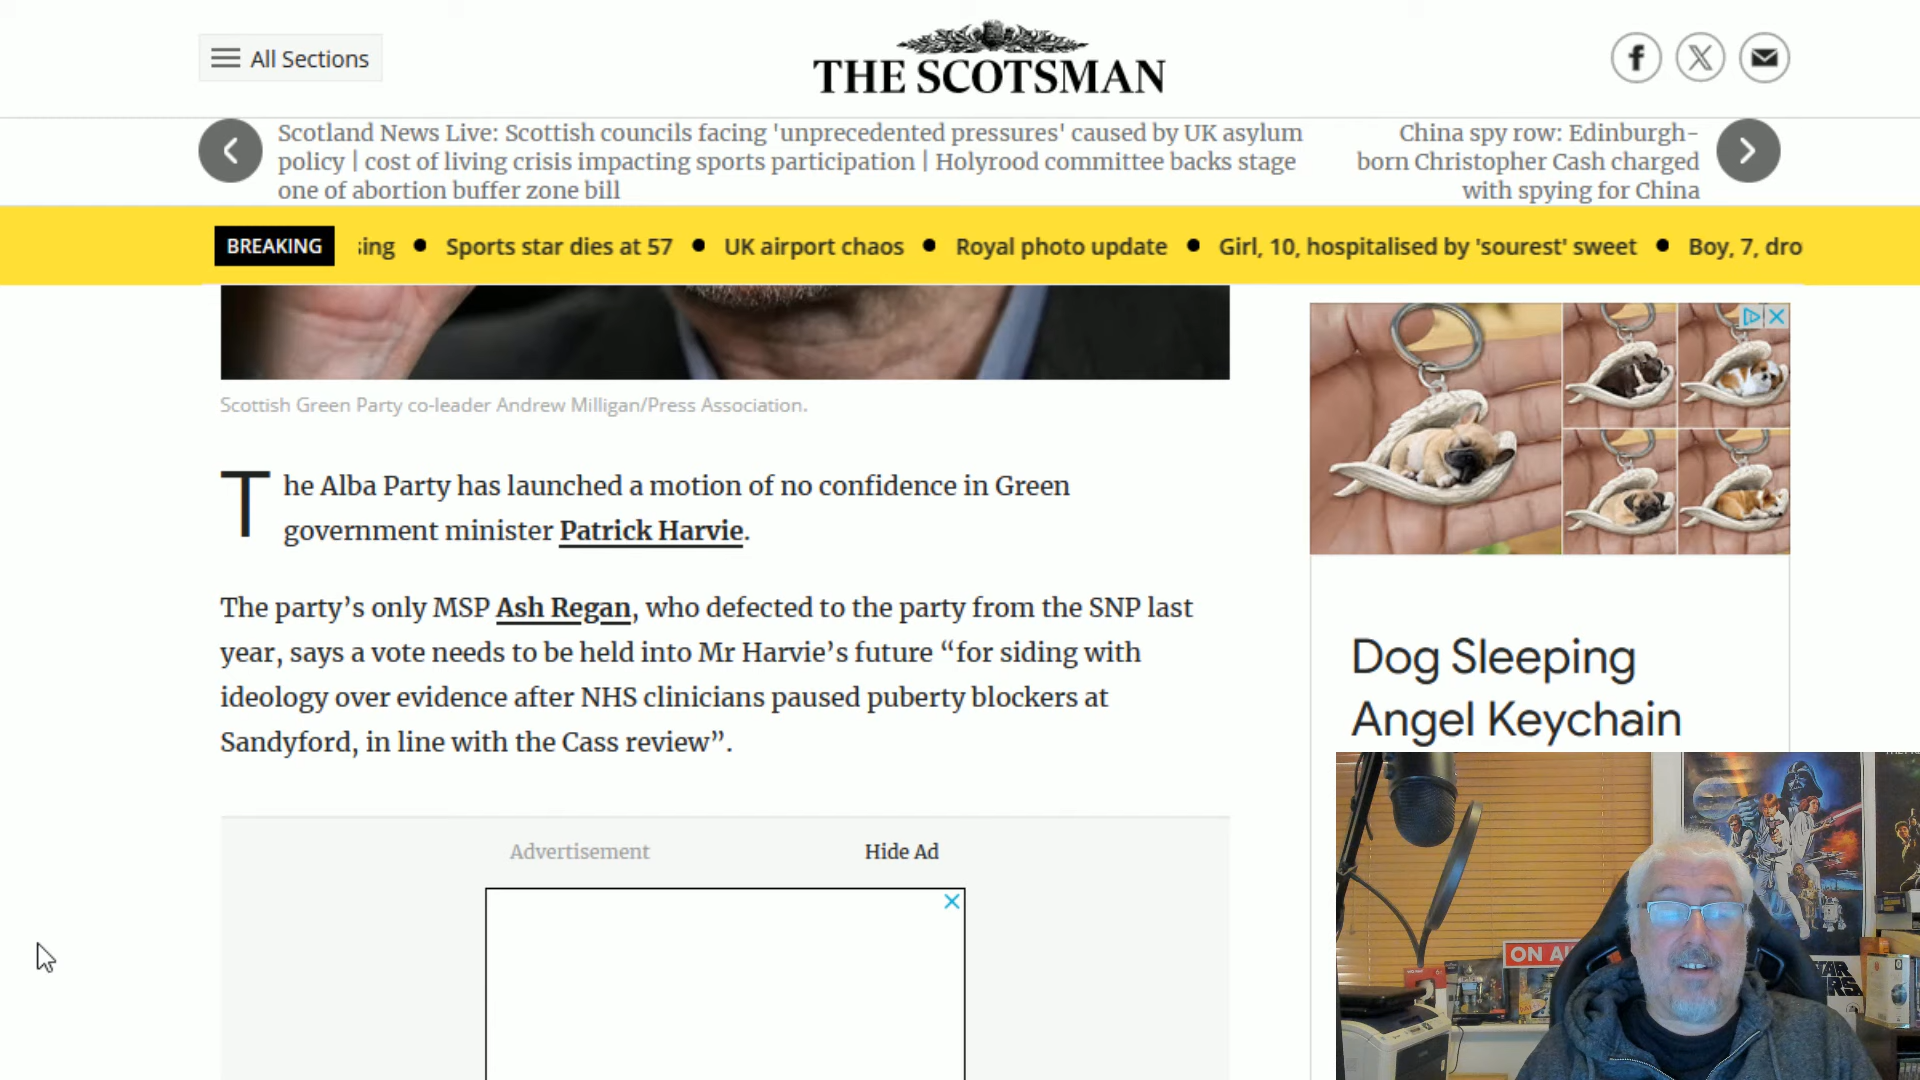 All Sections
THE SCOTSMAN
Scotland News Live: Scottish councils facing 'unprecedented pressures' caused by UK asylum
policy | cost of living crisis impacting sports participation | Holyrood committee backs stage
one of abortion buffer zone bill
China spy row: Edinburgh-
born Christopher Cash charged
with spying for China
BREAKING
ing ● Sports star dies at 57 ● UK airport chaos ● Royal photo update ● Girl, 10, hospitalised by 'sourest' sweet ● Boy, 7, dro
Scottish Green Party co-leader Andrew Milligan/Press Association.
The Alba Party has launched a motion of no confidence in Green
government minister Patrick Harvie.
The party’s only MSP Ash Regan, who defected to the party from the SNP last
year, says a vote needs to be held into Mr Harvie’s future “for siding with
ideology over evidence after NHS clinicians paused puberty blockers at
Sandyford, in line with the Cass review”.
Advertisement
Hide Ad
Dog Sleeping
Angel Keychain
ON A
STAR